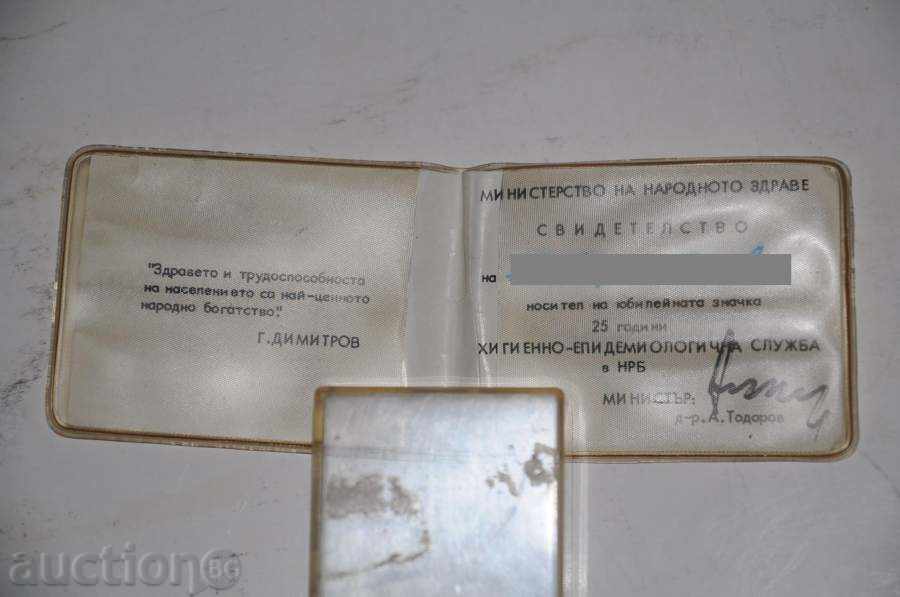 "Здравето и трудоспособноста
на населението са най-ценното
народно богатство."
Г. ДИМИТРОВ
МИНИСТЕРСТВО НА НАРОДНОТО ЗДРАВЕ
СВИДЕТЕЛСТВО
на
носител на юбилейната значка
25 години
ХИГИЕННО-ЕПИДЕМИОЛОГИЧНА СЛУЖБА
в НРБ
МИНИСТЪР:
д-р. А. Тодоров
auction BG